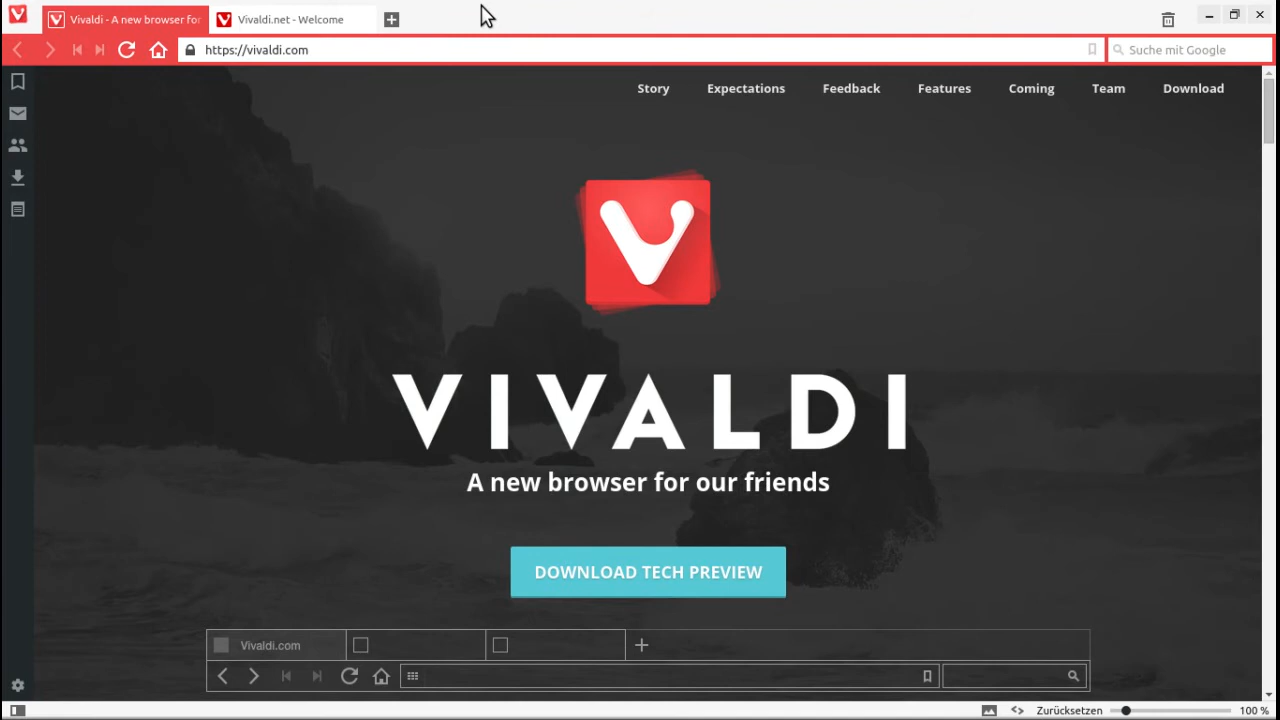 Vivaldi - A new browser for
Vivaldi.net - Welcome
https://vivaldi.com
Suche mit Google
Story Expectations Feedback Features Coming Team Download
VIVALDI
A new browser for our friends
DOWNLOAD TECH PREVIEW
Vivaldi.com
Zurücksetzen 100 %